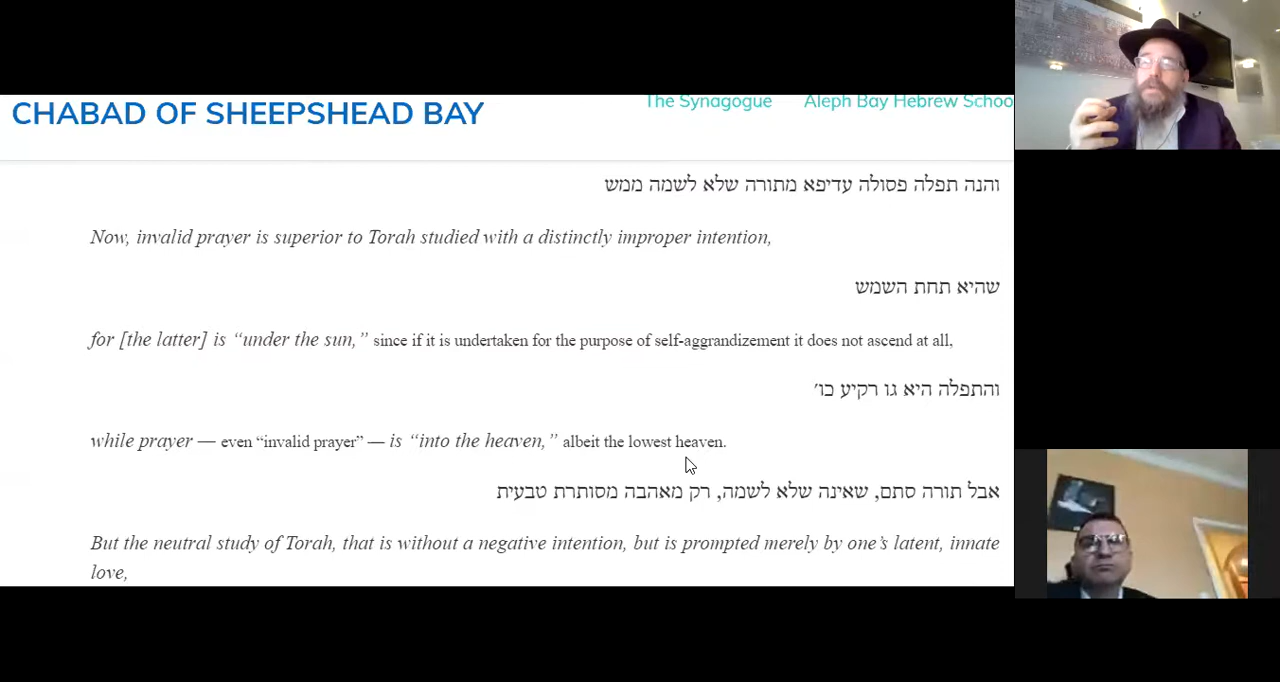 CHABAD OF SHEEPSHEAD BAY
The Synagogue Aleph Bay Hebrew Schoo
והנה תפלה פסולה עדיפא מתורה שלא לשמה ממש
Now, invalid prayer is superior to Torah studied with a distinctly improper intention,
שהיא תחת השמש
for [the latter] is “under the sun,” since if it is undertaken for the purpose of self-aggrandizement it does not ascend at all,
והתפלה היא גו רקיע כו׳
while prayer — even “invalid prayer” — is “into the heaven,” albeit the lowest heaven.
אבל תורה סתם, שאינה שלא לשמה, רק מאהבה מסותרת טבעית
But the neutral study of Torah, that is without a negative intention, but is prompted merely by one’s latent, innate
love,